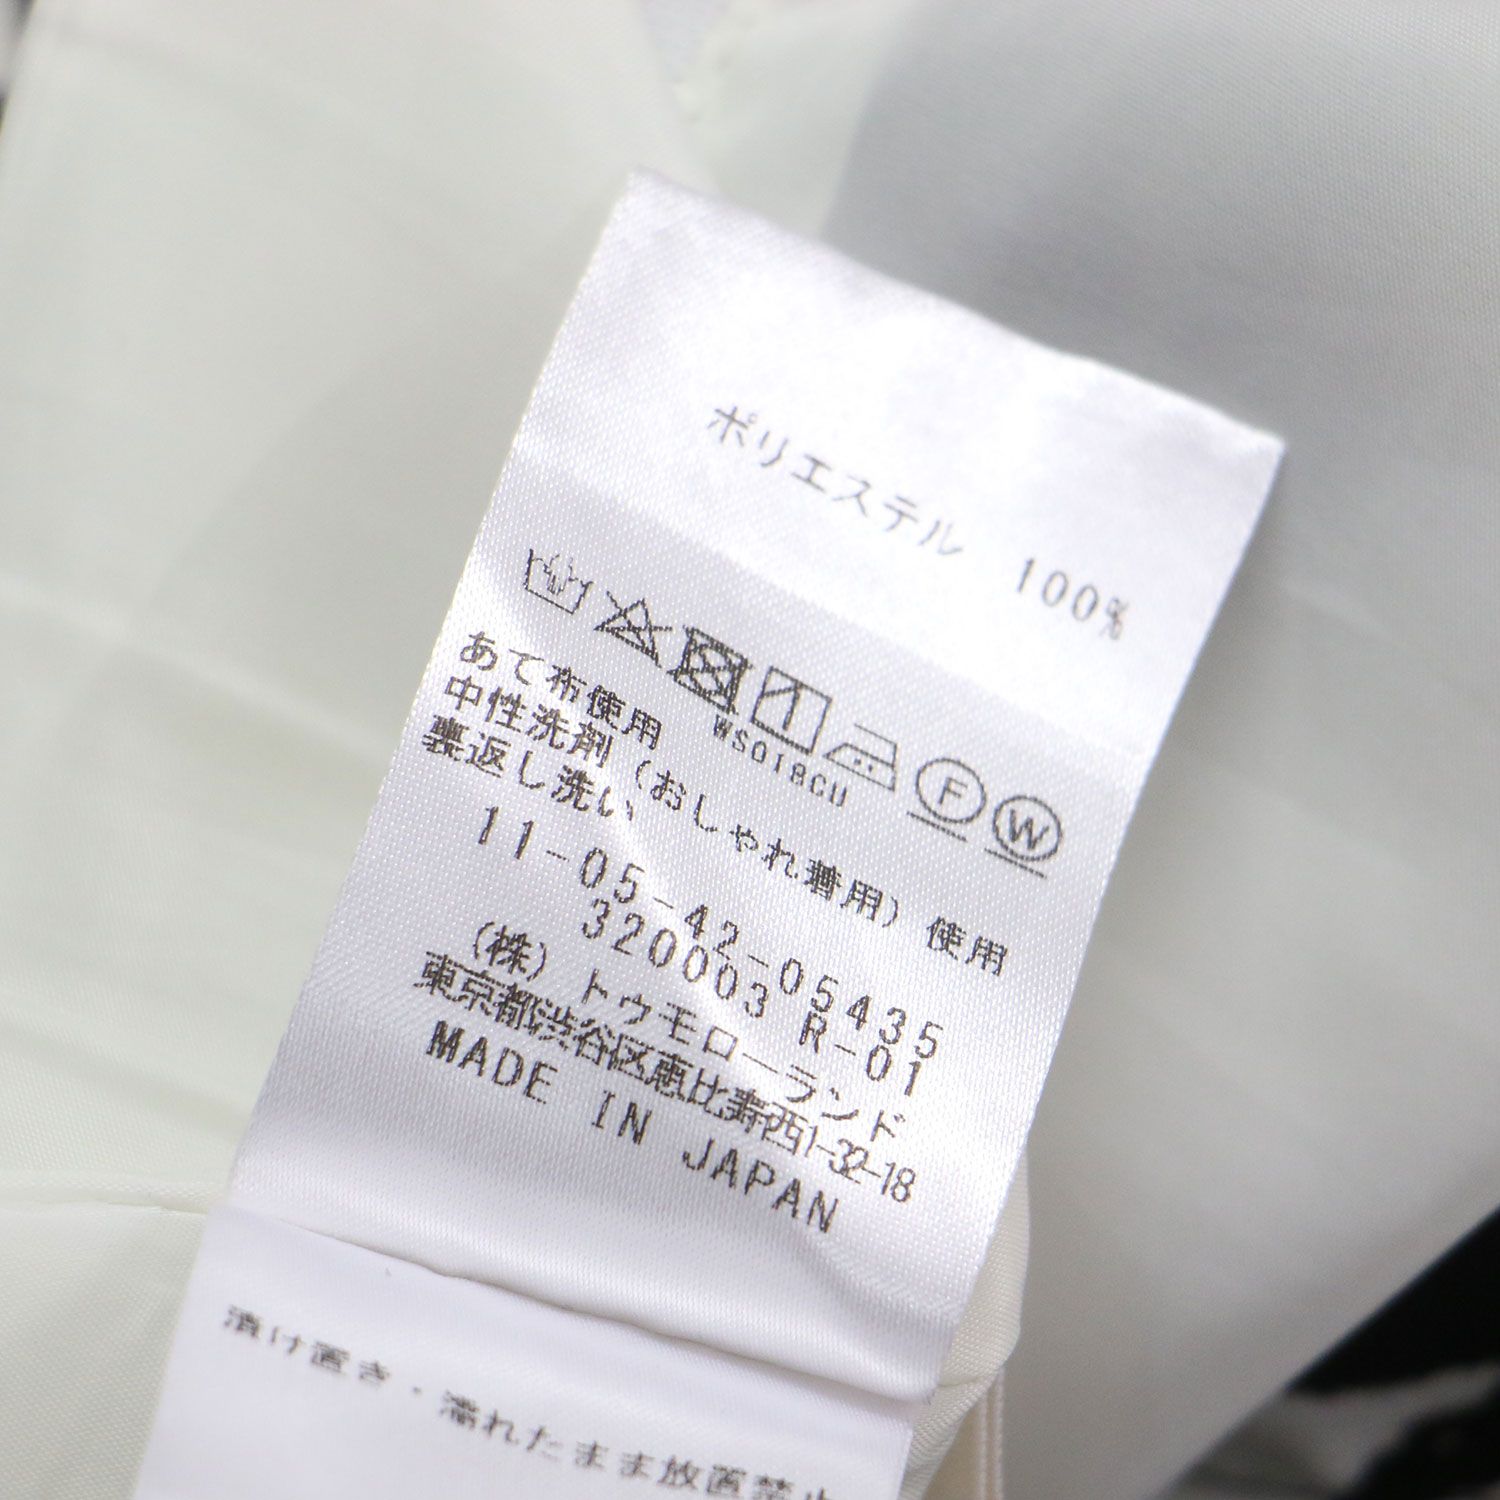 ポリエステル 100%
WS018CU
F W
あて布使用
中性洗剤(おしゃれ着用)使用
裏返し洗い
11-05-42-05435
320003 R-01
(株)トゥモローランド
東京都渋谷区恵比寿西1-32-18
MADE IN JAPAN
漬け置き・濡れたまま放置禁止